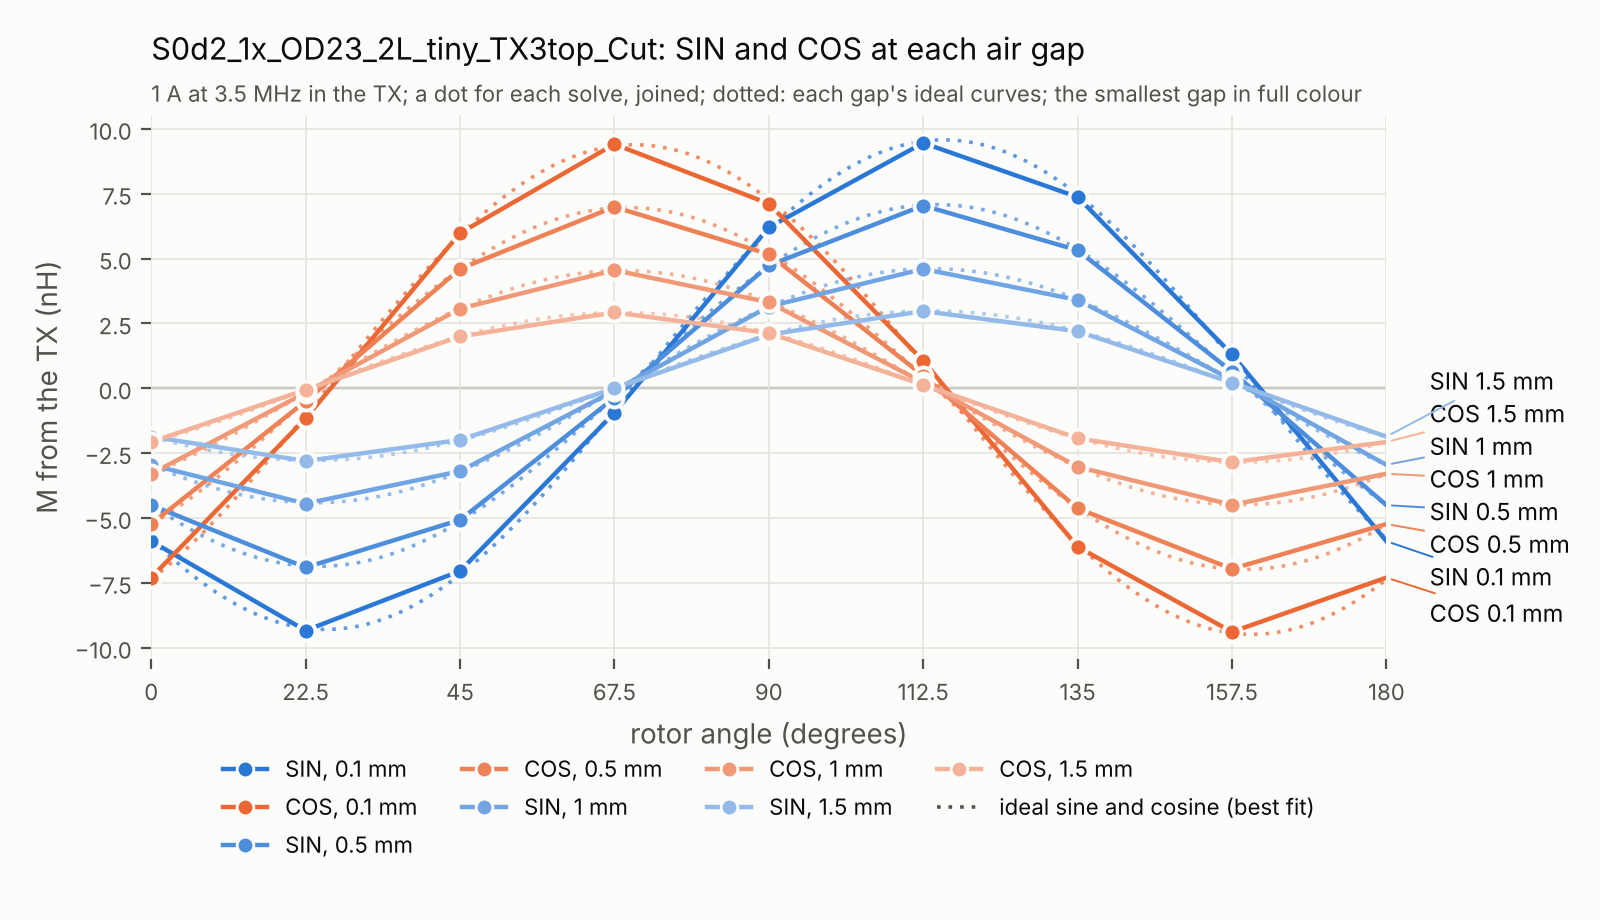 S0d2_1x_OD23_2L_tiny_TX3top_Cut: SIN and COS at each air gap
1 A at 3.5 MHz in the TX; a dot for each solve, joined; dotted: each gap's ideal curves; the smallest gap in full colour
M from the TX (nH)
10.0
7.5
5.0
2.5
0.0
−2.5
−5.0
−7.5
−10.0
SIN 1.5 mm
COS 1.5 mm
SIN 1 mm
COS 1 mm
SIN 0.5 mm
COS 0.5 mm
SIN 0.1 mm
COS 0.1 mm
0 22.5 45 67.5 90 112.5 135 157.5 180
rotor angle (degrees)
SIN, 0.1 mm COS, 0.5 mm COS, 1 mm COS, 1.5 mm
COS, 0.1 mm SIN, 1 mm SIN, 1.5 mm ideal sine and cosine (best fit)
SIN, 0.5 mm